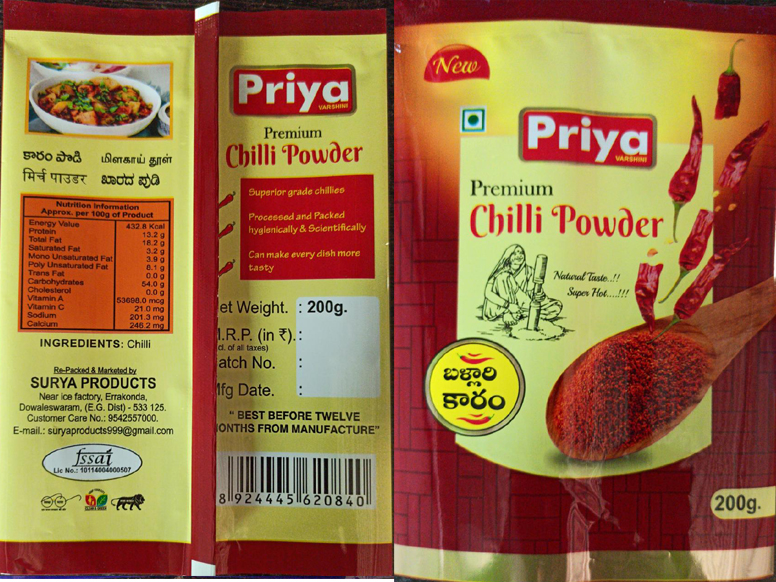 కారం పొడి மிளகாய் தூள்
मिर्च पाउडर ಖಾರದ ಪುಡಿ
Nutrition Information
Approx. per 100g of Product
Energy Value 432.8 Kcal
Protein 13.2 g
Total Fat 18.2 g
Saturated Fat 3.2 g
Mono Unsaturated Fat 3.9 g
Poly Unsaturated Fat 8.1 g
Trans Fat 0.0 g
Carbohydrates 54.0 g
Cholesterol 0.0 g
Vitamin A 53698.0 mcg
Vitamin C 21.0 mg
Sodium 201.3 mg
Calcium 246.2 mg
INGREDIENTS: Chilli
Re-Packed & Marketed by
SURYA PRODUCTS
Near ice factory, Errakonda,
Dowaleswaram, (E.G. Dist) - 533 125.
Customer Care No.: 9542557000.
E-mail.: suryaproducts999@gmail.com
fssai
Lic No.: 10114004000507
Priya
VARSHINI
Premium
Chilli Powder
Superior grade chillies
Processed and Packed
hygienically & Scientifically
Can make every dish more
tasty
et Weight. : 200g.
.R.P. (in ₹). :
cl. of all taxes)
atch No. :
fg Date. :
" BEST BEFORE TWELVE
ONTHS FROM MANUFACTURE"
8 924445 620840
New
Priya
VARSHINI
Premium
Chilli Powder
Natural Taste..!!
Super Hot....!!!
బళ్లారి
కారం
200g.